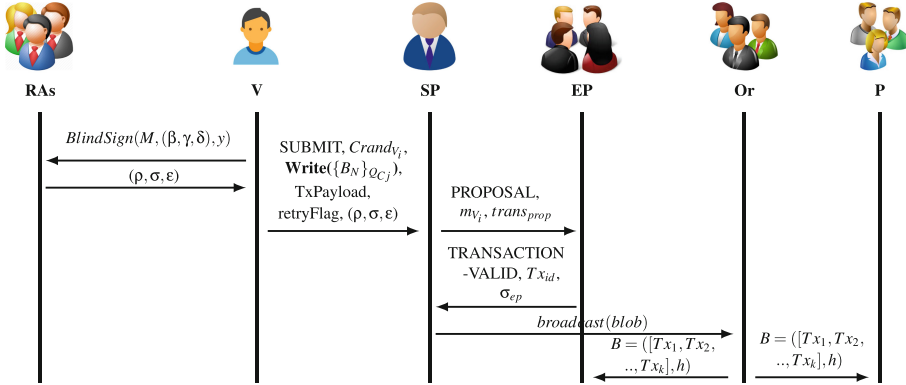 RAs V SP EP Or P
BlindSign(M, (β, γ, δ), y)
(ρ, σ, ε)
SUBMIT, Crand_{V_i},
Write({B_N}_{Q_{Cj}}),
TxPayload,
retryFlag, (ρ, σ, ε)
PROPOSAL,
m_{V_i}, trans_{prop}
TRANSACTION
-VALID, Tx_{id},
σ_{ep}
broadcast(blob)
B = ([Tx_1, Tx_2,
.., Tx_k], h)
B = ([Tx_1, Tx_2,
.., Tx_k], h)